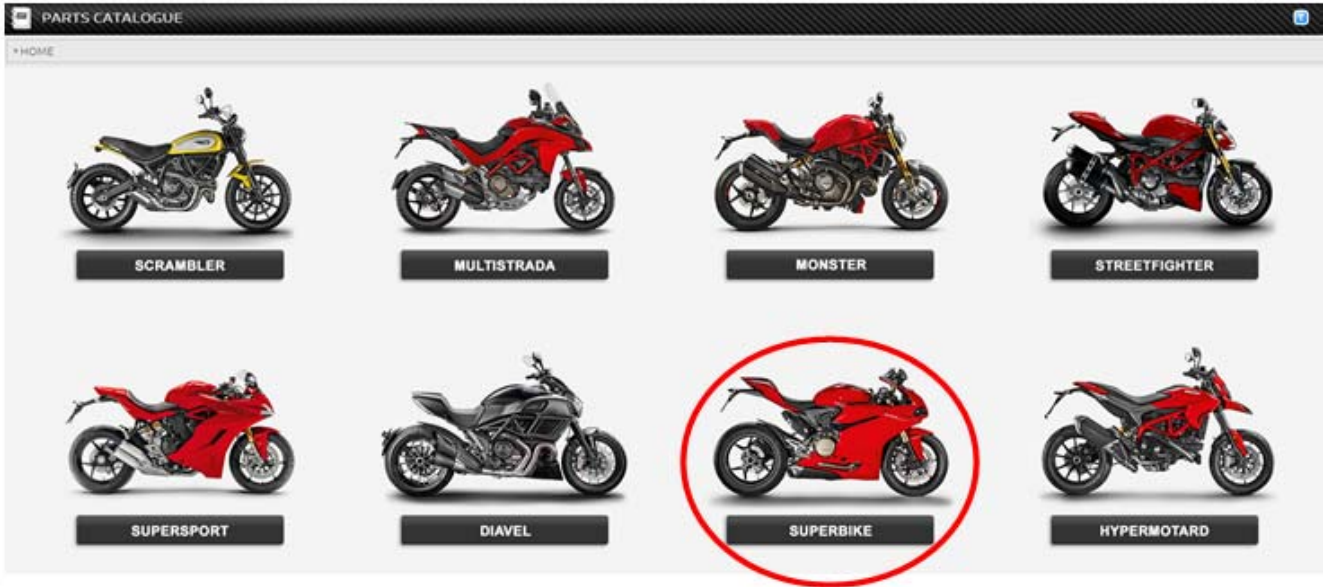 PARTS CATALOGUE
HOME
SCRAMBLER
MULTISTRADA
MONSTER
STREETFIGHTER
SUPERSPORT
DIAVEL
SUPERBIKE
HYPERMOTARD